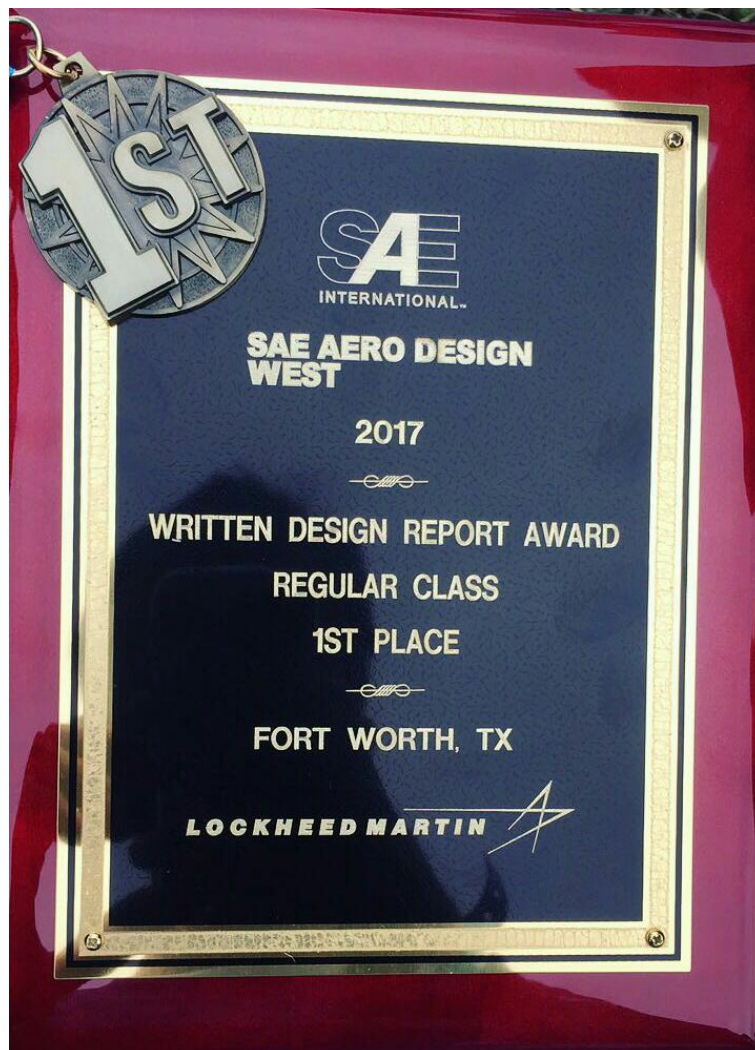 1ST
SAE
INTERNATIONAL™
SAE AERO DESIGN
WEST
2017
WRITTEN DESIGN REPORT AWARD
REGULAR CLASS
1ST PLACE
FORT WORTH, TX
LOCKHEED MARTIN